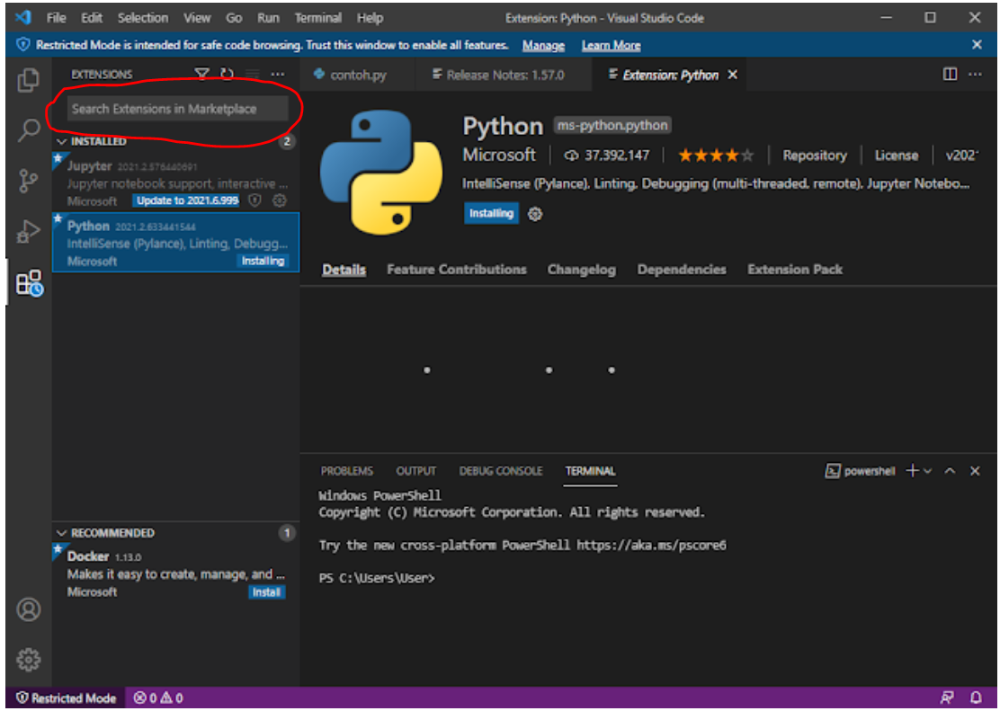 File Edit Selection View Go Run Terminal Help Extension: Python - Visual Studio Code
Restricted Mode is intended for safe code browsing. Trust this window to enable all features. Manage Learn More
EXTENSIONS
Search Extensions in Marketplace
INSTALLED 2
Jupyter 2021.2.576440691
Jupyter notebook support, interactive ...
Microsoft Update to 2021.6.999
Python 2021.2.633441544
IntelliSense (Pylance), Linting, Debugg...
Microsoft Installing
RECOMMENDED 1
Docker 1.13.0
Makes it easy to create, manage, and ...
Microsoft Install
contoh.py Release Notes: 1.57.0 Extension: Python
Python ms-python.python
Microsoft 37.392.147 Repository License v202
IntelliSense (Pylance), Linting, Debugging (multi-threaded, remote), Jupyter Notebo...
Installing
Details Feature Contributions Changelog Dependencies Extension Pack
PROBLEMS OUTPUT DEBUG CONSOLE TERMINAL powershell
Windows PowerShell
Copyright (C) Microsoft Corporation. All rights reserved.
Try the new cross-platform PowerShell https://aka.ms/pscore6
PS C:\Users\User>
Restricted Mode 0 0